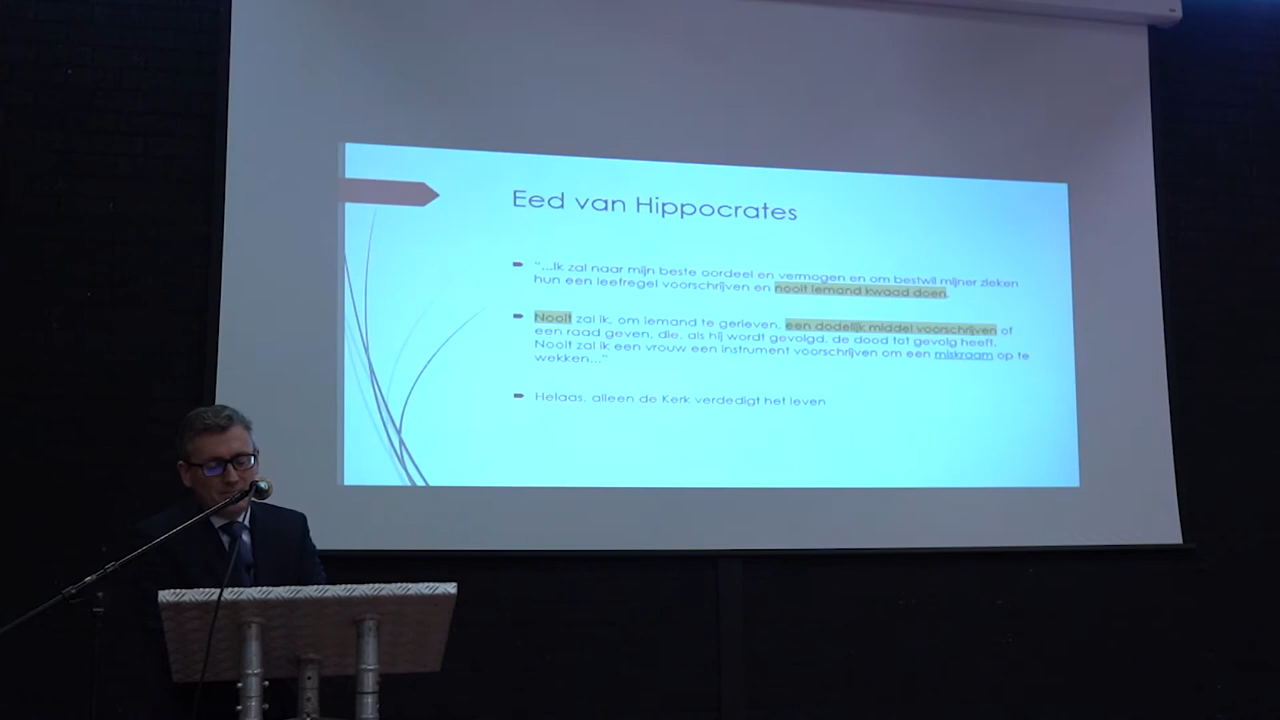 Eed van Hippocrates
"...Ik zal naar mijn beste oordeel en vermogen en om bestwil mijner zieken
hun een leefregel voorschrijven en nooit iemand kwaad doen.
Nooit zal ik, om iemand te gerieven, een dodelijk middel voorschrijven of
een raad geven, die, als hij wordt gevolgd, de dood tot gevolg heeft.
Nooit zal ik een vrouw een instrument voorschrijven om een miskraam op te
wekken..."
Helaas, alleen de Kerk verdedigt het leven